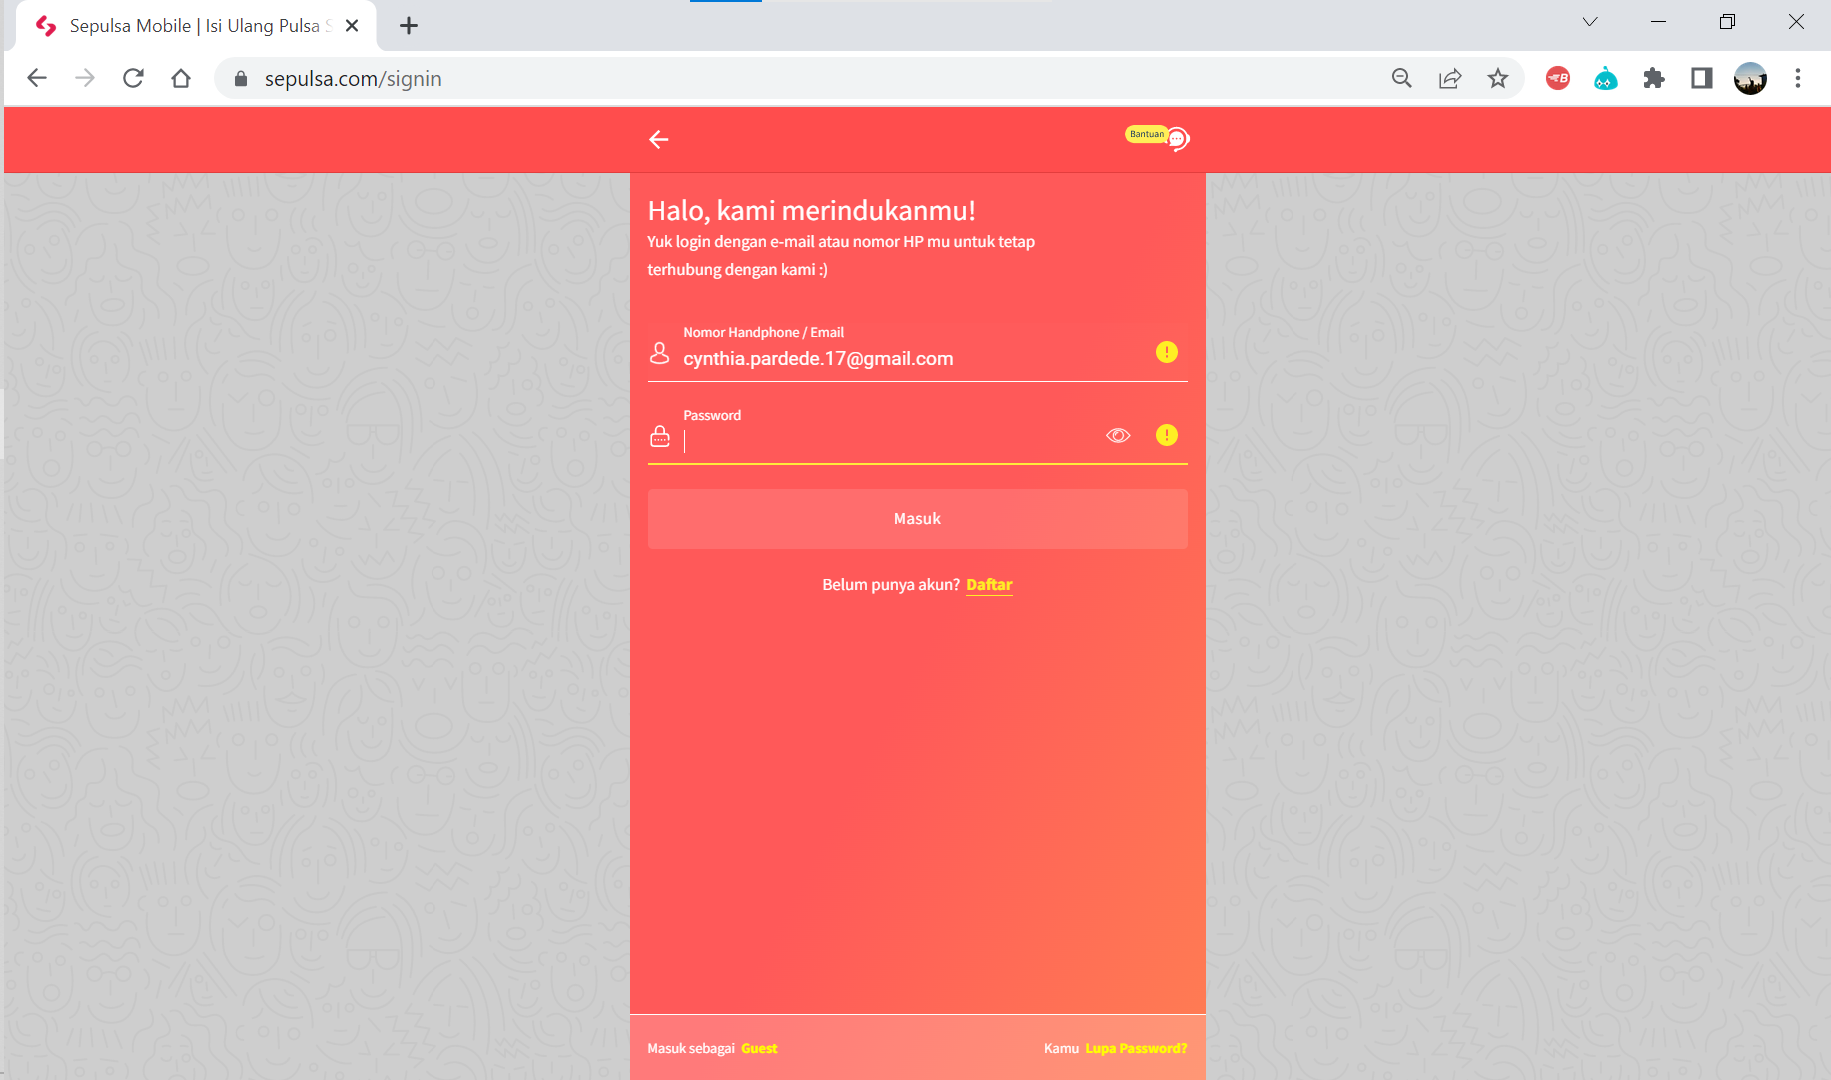 Sepulsa Mobile | Isi Ulang Pulsa S
sepulsa.com/signin
Bantuan
Halo, kami merindukanmu!
Yuk login dengan e-mail atau nomor HP mu untuk tetap
terhubung dengan kami :)
Nomor Handphone / Email
cynthia.pardede.17@gmail.com
Password
Masuk
Belum punya akun? Daftar
Masuk sebagai Guest
Kamu Lupa Password?